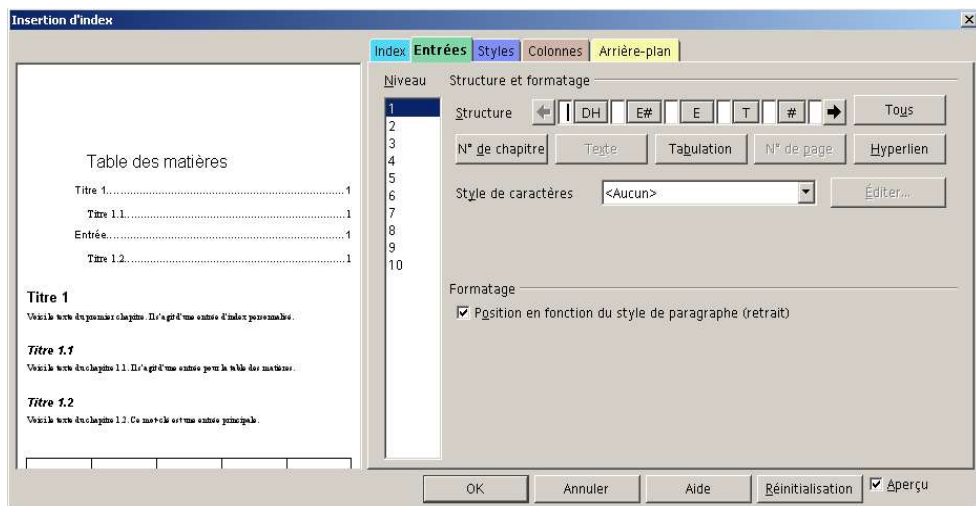 Insertion d'index
Index Entrées Styles Colonnes Arrière-plan
Table des matières
Titre 1 1
Titre 1.1 1
Entrée 1
Titre 1.2 1
Titre 1
Voici le texte du premier chapitre. Il s'agit d'une entrée d'index personnalisé.
Titre 1.1
Voici le texte du chapitre 1.1. Il s'agit d'une entrée pour la table des matières.
Titre 1.2
Voici le texte du chapitre 1.2. Ce mot-clé est une entrée principale.
Niveau
1
2
3
4
5
6
7
8
9
10
Structure et formatage
Structure DH E# E T # Tous
N° de chapitre Texte Tabulation N° de page Hyperlien
Style de caractères <Aucun> Éditer...
Formatage
Position en fonction du style de paragraphe (retrait)
OK Annuler Aide Réinitialisation Aperçu